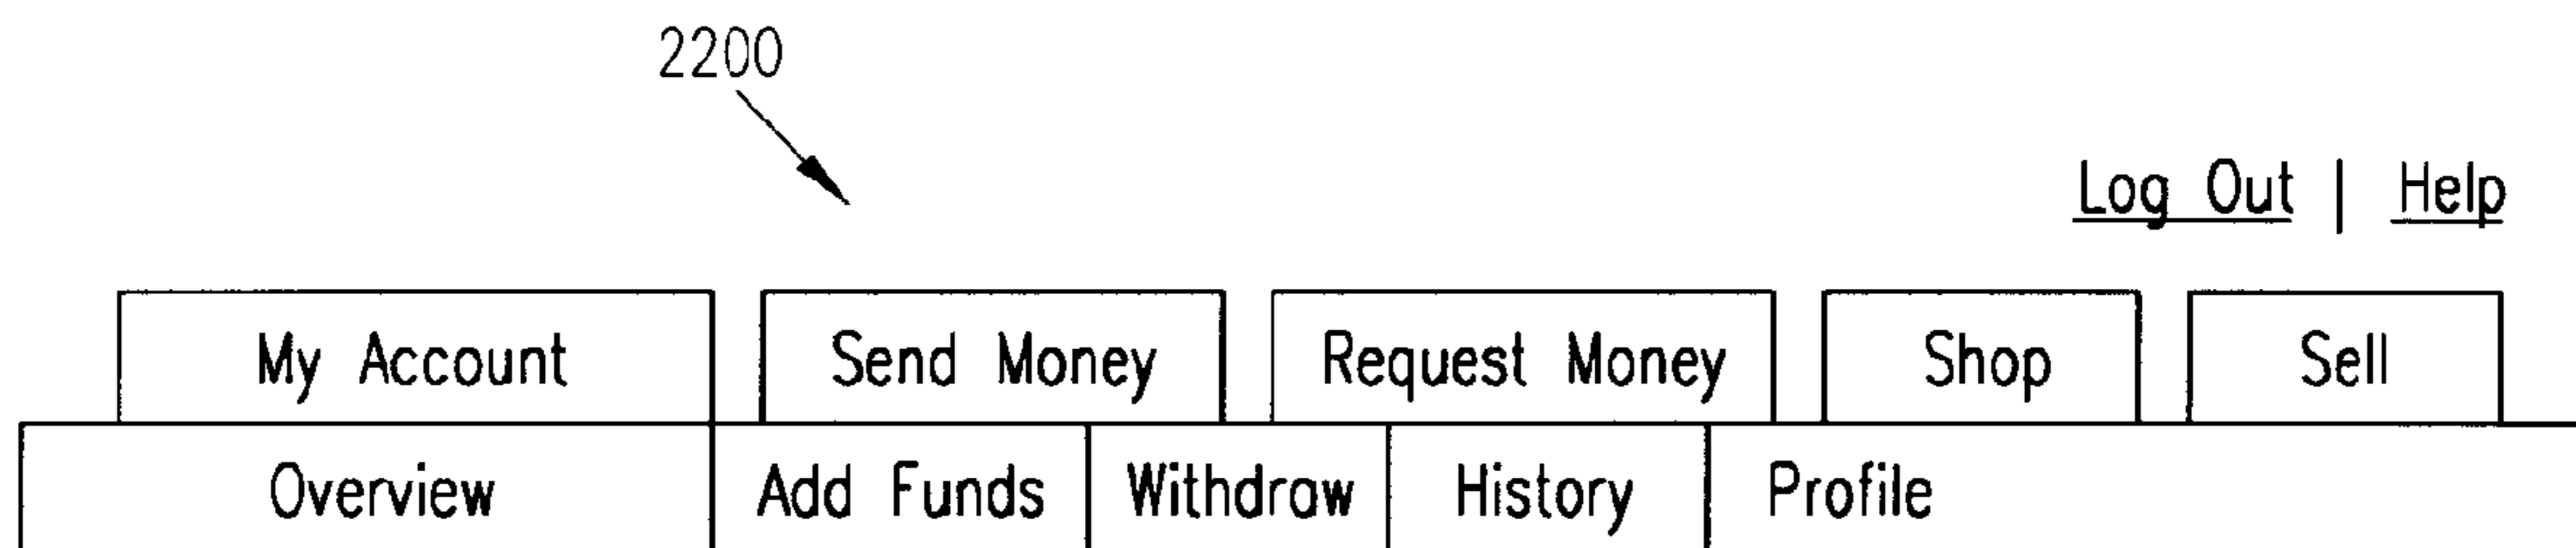 2200
Log Out | Help
My Account Send Money Request Money Shop Sell
Overview Add Funds Withdraw History Profile